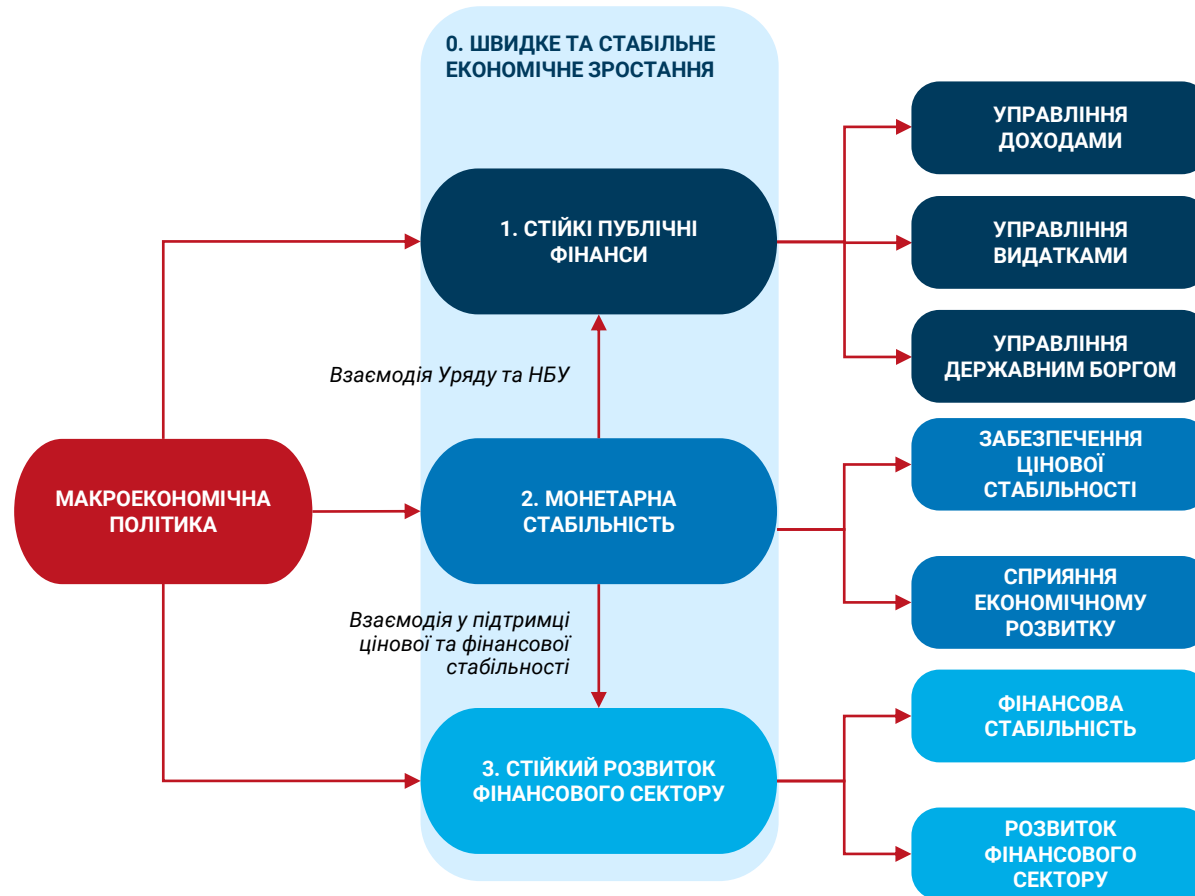 0. ШВИДКЕ ТА СТАБІЛЬНЕ
ЕКОНОМІЧНЕ ЗРОСТАННЯ
УПРАВЛІННЯ
ДОХОДАМИ
1. СТІЙКІ ПУБЛІЧНІ
ФІНАНСИ
УПРАВЛІННЯ
ВИДАТКАМИ
УПРАВЛІННЯ
ДЕРЖАВНИМ БОРГОМ
Взаємодія Уряду та НБУ
МАКРОЕКОНОМІЧНА
ПОЛІТИКА
2. МОНЕТАРНА
СТАБІЛЬНІСТЬ
ЗАБЕЗПЕЧЕННЯ
ЦІНОВОЇ
СТАБІЛЬНОСТІ
СПРИЯННЯ
ЕКОНОМІЧНОМУ
РОЗВИТКУ
Взаємодія у підтримці
цінової та фінансової
стабільності
3. СТІЙКИЙ РОЗВИТОК
ФІНАНСОВОГО СЕКТОРУ
ФІНАНСОВА
СТАБІЛЬНІСТЬ
РОЗВИТОК
ФІНАНСОВОГО
СЕКТОРУ